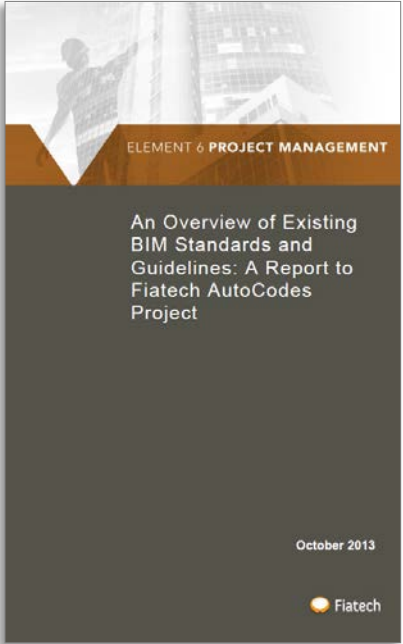 ELEMENT 6 PROJECT MANAGEMENT
An Overview of Existing
BIM Standards and
Guidelines: A Report to
Fiatech AutoCodes
Project
October 2013
Fiatech